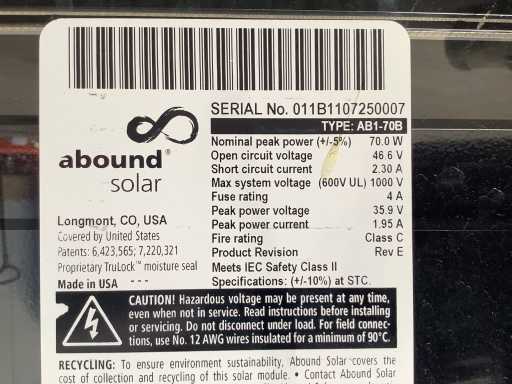 SERIAL No. 011B1107250007
TYPE: AB1-70B
abound®
solar
Nominal peak power (+/-5%) 70.0 W
Open circuit voltage 46.6 V
Short circuit current 2.30 A
Max system voltage (600V UL) 1000 V
Fuse rating 4 A
Peak power voltage 35.9 V
Peak power current 1.95 A
Fire rating Class C
Product Revision Rev E
Meets IEC Safety Class II
Specifications: (+/-10%) at STC.
Longmont, CO, USA
Covered by United States
Patents: 6,423,565; 7,220,321
Proprietary TruLock™ moisture seal
Made in USA - - -
CAUTION! Hazardous voltage may be present at any time,
even when not in service. Read instructions before installing
or servicing. Do not disconnect under load. For field connec-
tions, use No. 12 AWG wires insulated for a minimum of 90°C.
RECYCLING: To ensure environment sustainability, Abound Solar covers the
cost of collection and recycling of this solar module. • Contact Abound Solar